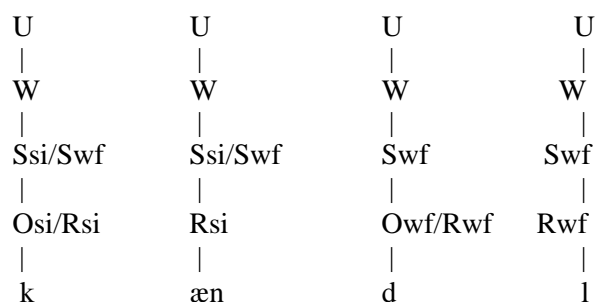 U U U U
| | | |
W W W W
| | | |
Ssi/Swf Ssi/Swf Swf Swf
| | | |
Osi/Rsi Rsi Owf/Rwf Rwf
| | | |
k æn d l